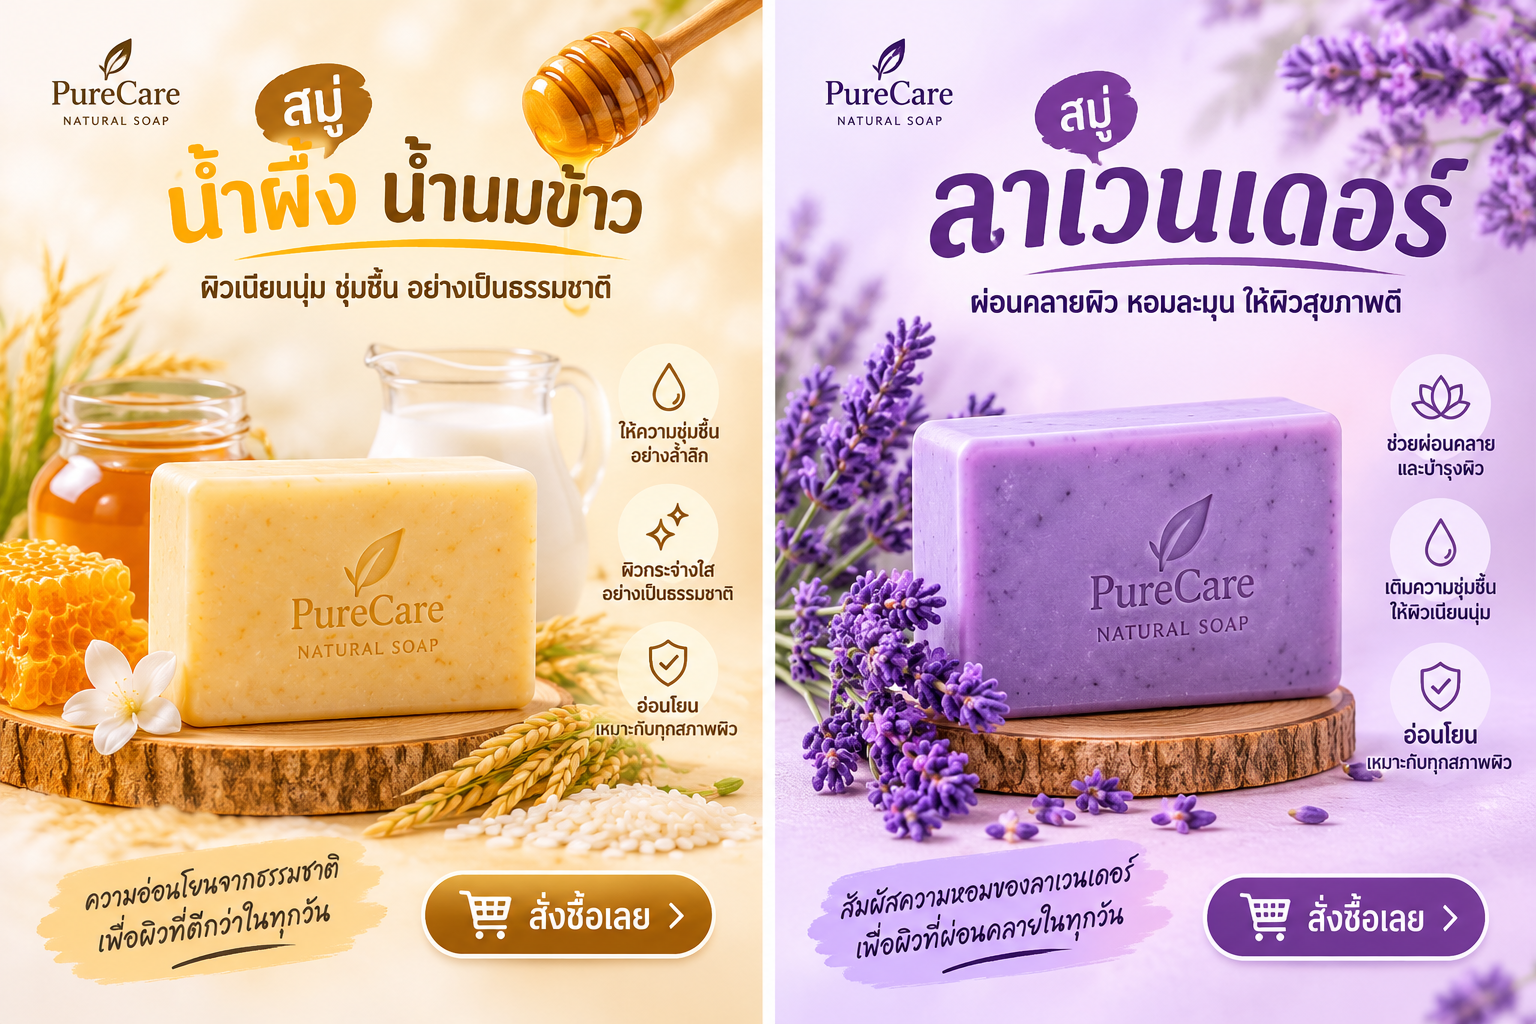 PureCare
NATURAL SOAP
สบู่
น้ำผึ้ง น้ำนมข้าว
ผิวเนียนนุ่ม ชุ่มชื้น อย่างเป็นธรรมชาติ
ให้ความชุ่มชื้น
อย่างล้ำลึก
ผิวกระจ่างใส
อย่างเป็นธรรมชาติ
อ่อนโยน
เหมาะกับทุกสภาพผิว
PureCare
NATURAL SOAP
ความอ่อนโยนจากธรรมชาติ
เพื่อผิวที่ดีกว่าในทุกวัน
สั่งซื้อเลย
PureCare
NATURAL SOAP
สบู่
ลาเวนเดอร์
ผ่อนคลายผิว หอมละมุน ให้ผิวสุขภาพดี
ช่วยผ่อนคลาย
และบำรุงผิว
เติมความชุ่มชื้น
ให้ผิวเนียนนุ่ม
อ่อนโยน
เหมาะกับทุกสภาพผิว
PureCare
NATURAL SOAP
สัมผัสความหอมของลาเวนเดอร์
เพื่อผิวที่ผ่อนคลายในทุกวัน
สั่งซื้อเลย